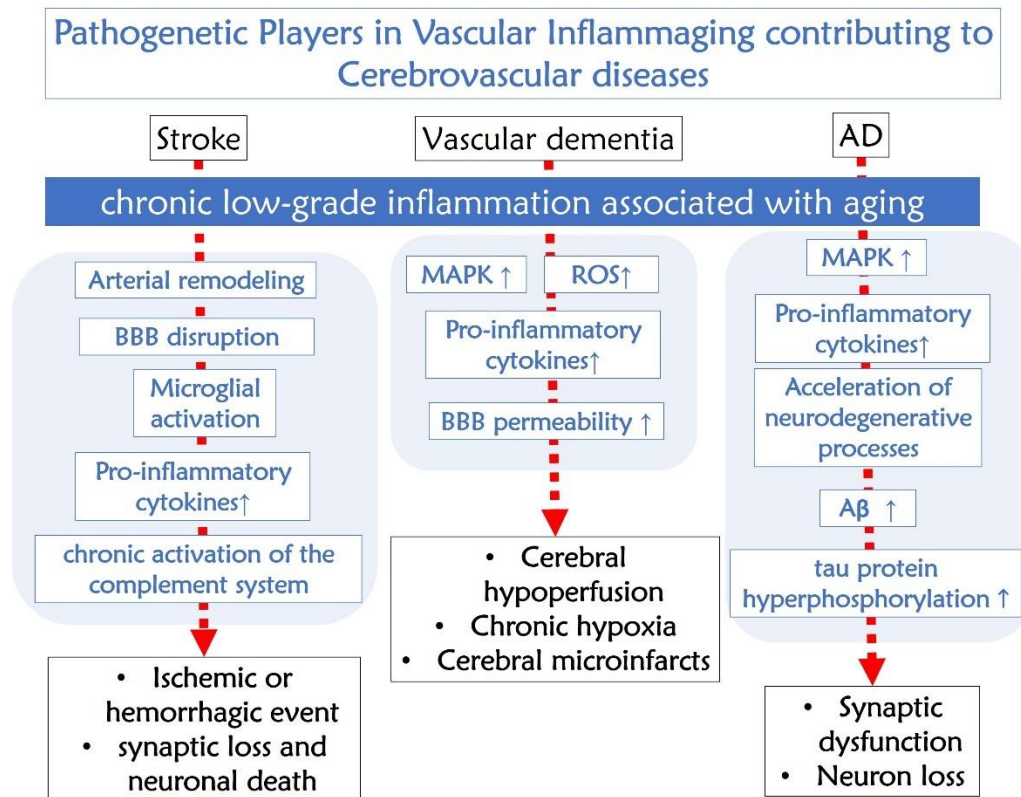 Pathogenetic Players in Vascular Inflammaging contributing to
Cerebrovascular diseases
Stroke
Vascular dementia
AD
chronic low-grade inflammation associated with aging
Arterial remodeling
BBB disruption
Microglial
activation
Pro-inflammatory
cytokines↑
chronic activation of the
complement system
• Ischemic or
hemorrhagic event
• synaptic loss and
neuronal death
MAPK ↑
ROS↑
Pro-inflammatory
cytokines↑
BBB permeability ↑
• Cerebral
hypoperfusion
• Chronic hypoxia
• Cerebral microinfarcts
MAPK ↑
Pro-inflammatory
cytokines↑
Acceleration of
neurodegenerative
processes
Aβ ↑
tau protein
hyperphosphorylation ↑
• Synaptic
dysfunction
• Neuron loss